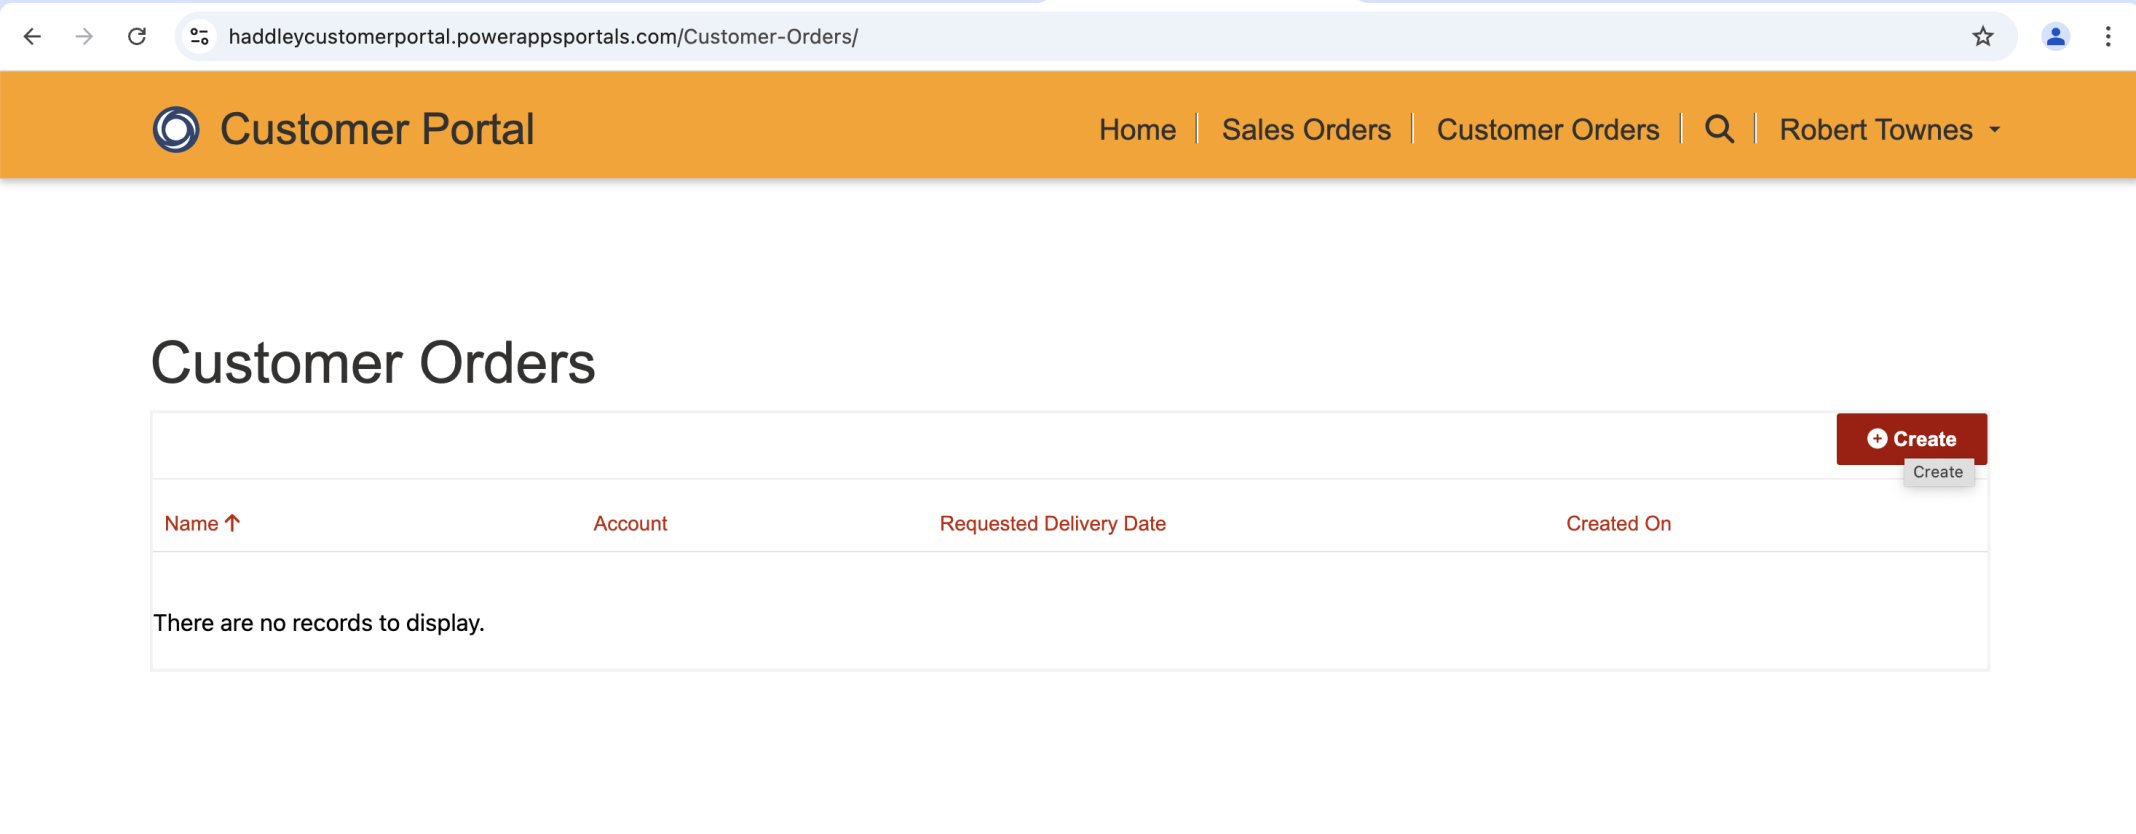 haddleycustomerportal.powerappsportals.com/Customer-Orders/
Customer Portal
Home
Sales Orders
Customer Orders
Robert Townes
Customer Orders
Create
Create
Name
Account
Requested Delivery Date
Created On
There are no records to display.